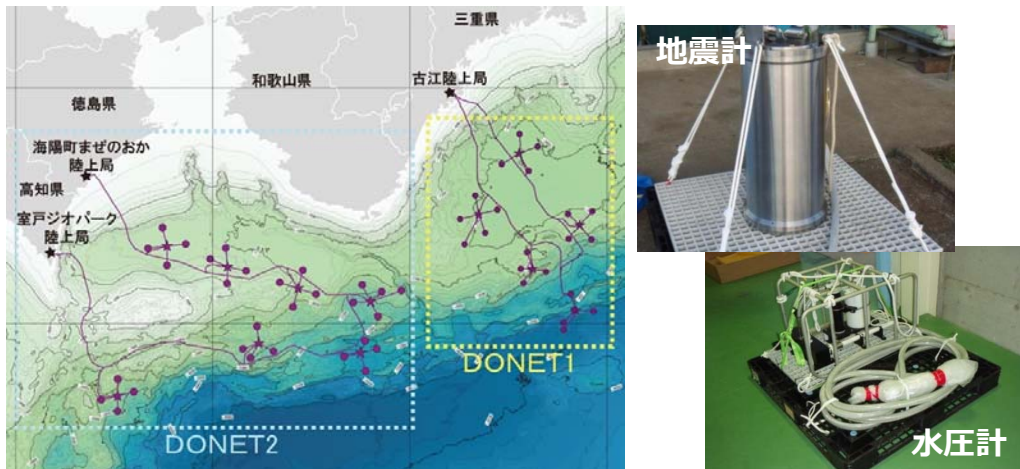 三重県
和歌山県
古江陸上局
徳島県
海陽町まぜのおか
陸上局
高知県
室戸ジオパーク
陸上局
DONET1
DONET2
地震計
水圧計